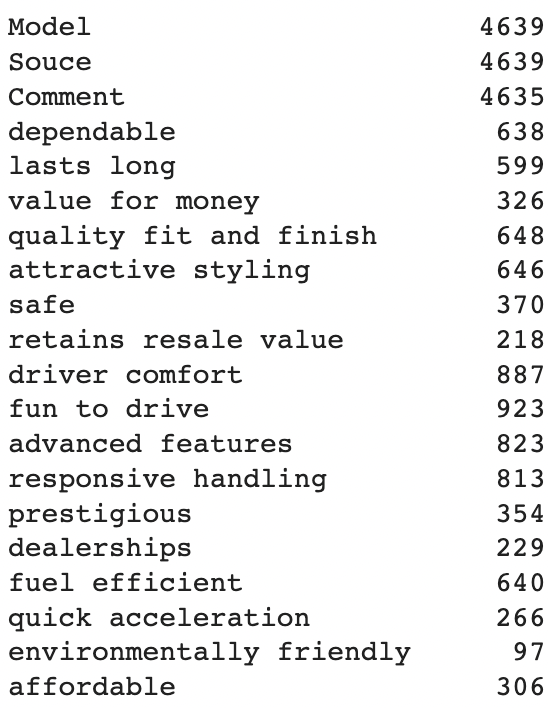 Model 4639
Souce 4639
Comment 4635
dependable 638
lasts long 599
value for money 326
quality fit and finish 648
attractive styling 646
safe 370
retains resale value 218
driver comfort 887
fun to drive 923
advanced features 823
responsive handling 813
prestigious 354
dealerships 229
fuel efficient 640
quick acceleration 266
environmentally friendly 97
affordable 306